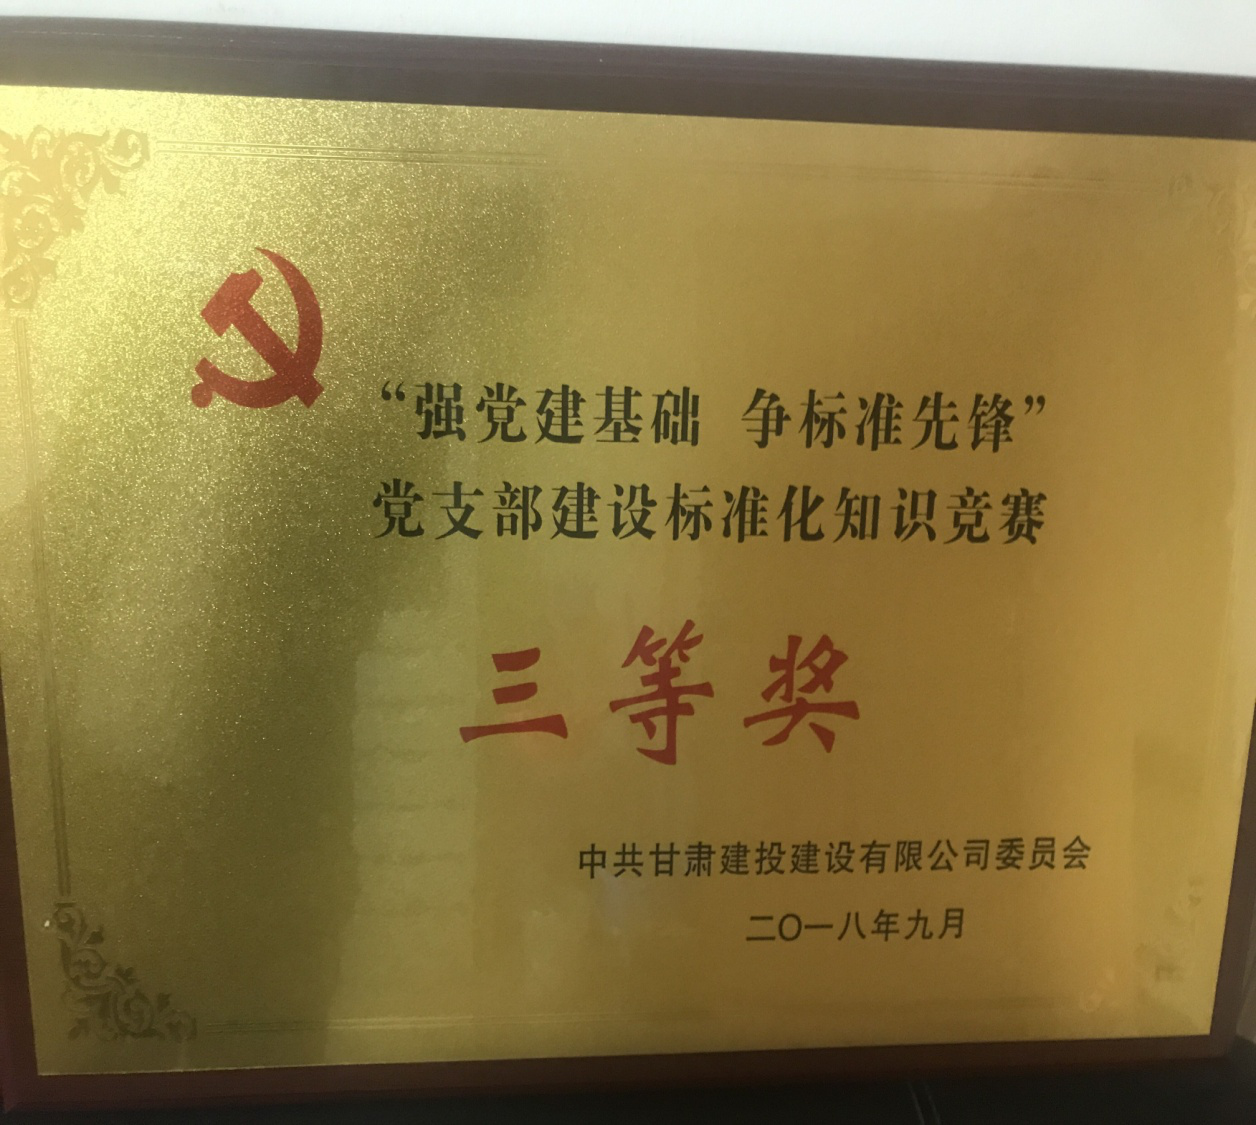 “强党建基础 争标准先锋”
党支部建设标准化知识竞赛
三等奖
中共甘肃建投建设有限公司委员会
二〇一八年九月